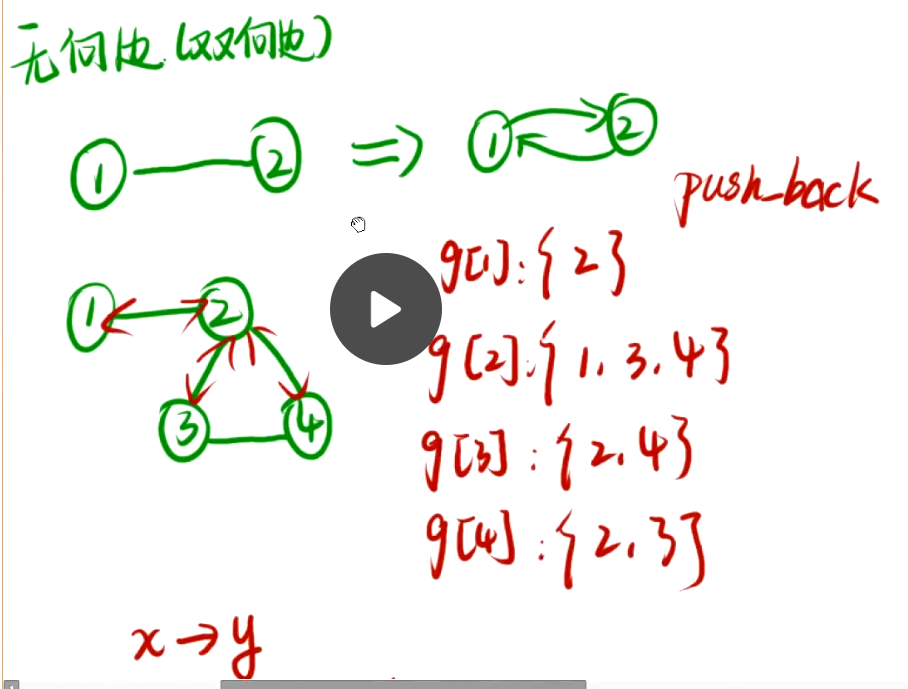 无向边.(双向边)
1 2 ⇒ 1 2
push_back
g[1]:{2}
1 2
g[2]:{1,3,4}
3 4
g[3]:{2,4}
g[4]:{2,3}
x→y